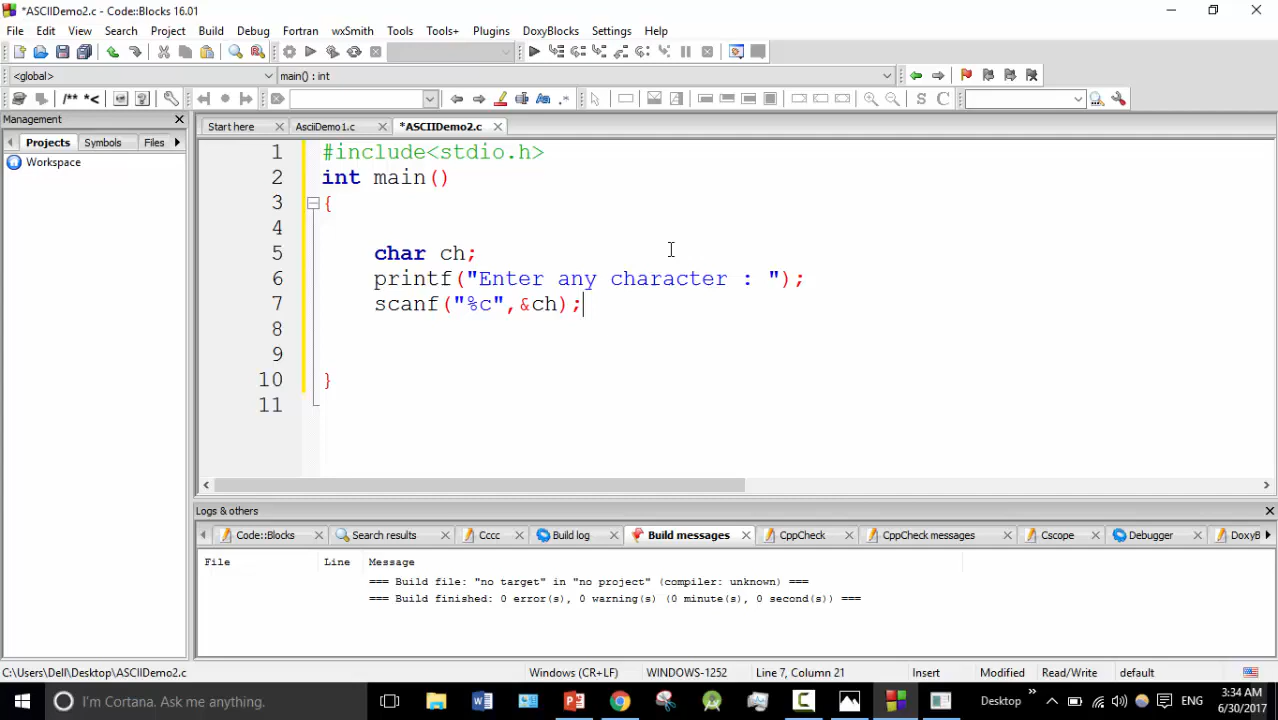 *ASCIIDemo2.c - Code::Blocks 16.01
File Edit View Search Project Build Debug Fortran wxSmith Tools Tools+ Plugins DoxyBlocks Settings Help
<global> main() : int
/** *< .* S C
Management
Projects Symbols Files
Workspace
Start here AsciiDemo1.c *ASCIIDemo2.c
1 #include<stdio.h>
2 int main()
3 {
4
5 char ch;
6 printf("Enter any character : ");
7 scanf("%c",&ch);
8
9
10 }
11
Logs & others
Code::Blocks Search results Cccc Build log Build messages CppCheck CppCheck messages Cscope Debugger DoxyB
File Line Message
=== Build file: "no target" in "no project" (compiler: unknown) ===
=== Build finished: 0 error(s), 0 warning(s) (0 minute(s), 0 second(s)) ===
C:\Users\Dell\Desktop\ASCIIDemo2.c Windows (CR+LF) WINDOWS-1252 Line 7, Column 21 Insert Modified Read/Write default
I'm Cortana. Ask me anything. Desktop ENG 3:34 AM
6/30/2017